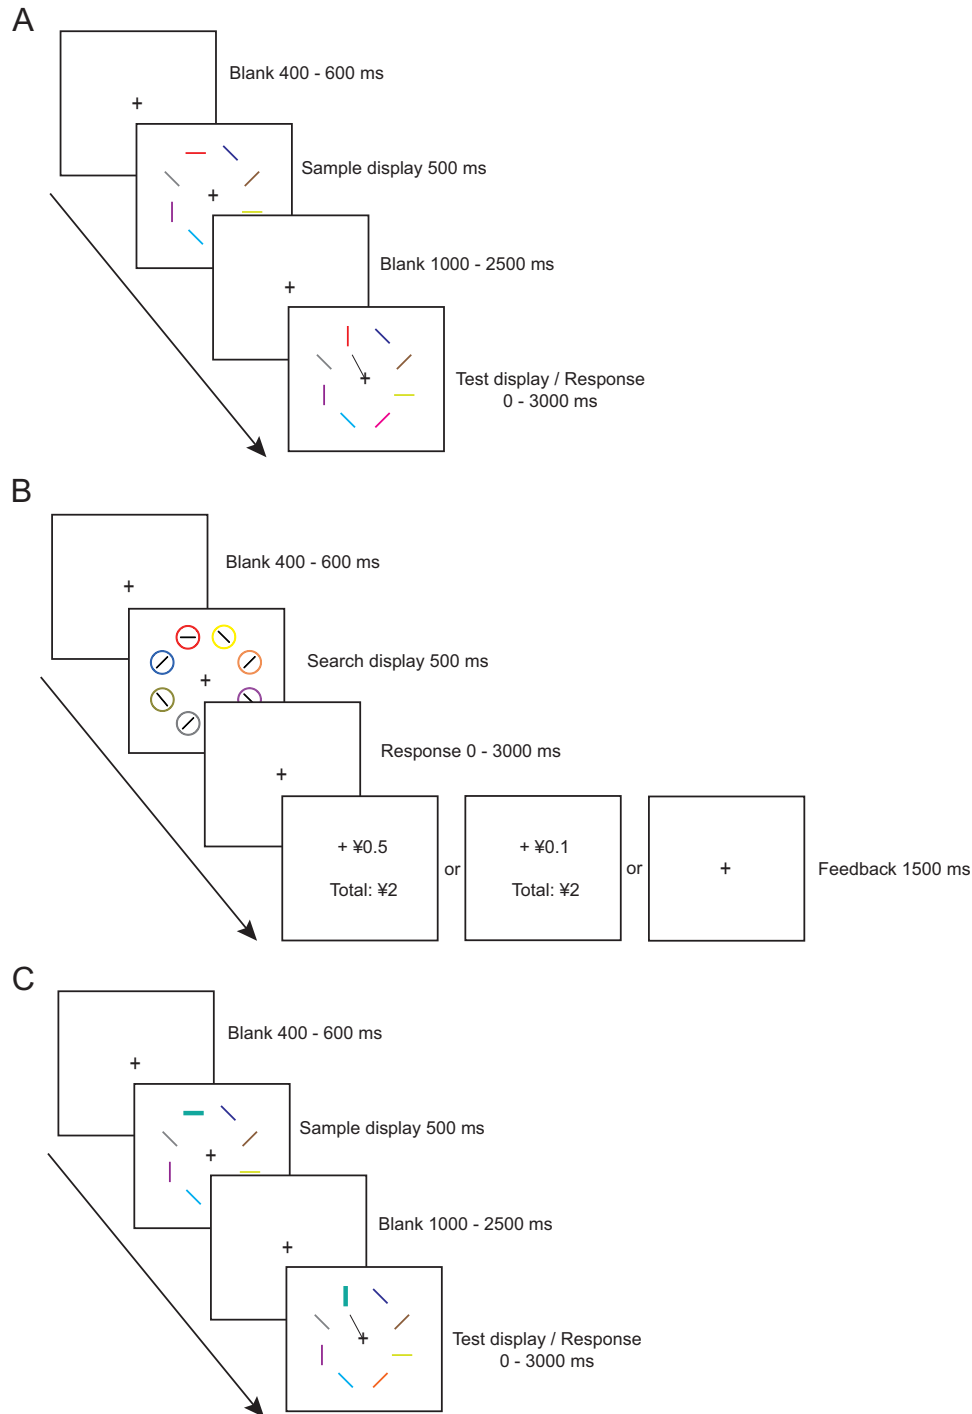 A
Blank 400 - 600 ms
Sample display 500 ms
Blank 1000 - 2500 ms
Test display / Response
0 - 3000 ms
B
Blank 400 - 600 ms
Search display 500 ms
Response 0 - 3000 ms
+ ¥0.5
Total: ¥2
or
+ ¥0.1
Total: ¥2
or
Feedback 1500 ms
C
Blank 400 - 600 ms
Sample display 500 ms
Blank 1000 - 2500 ms
Test display / Response
0 - 3000 ms